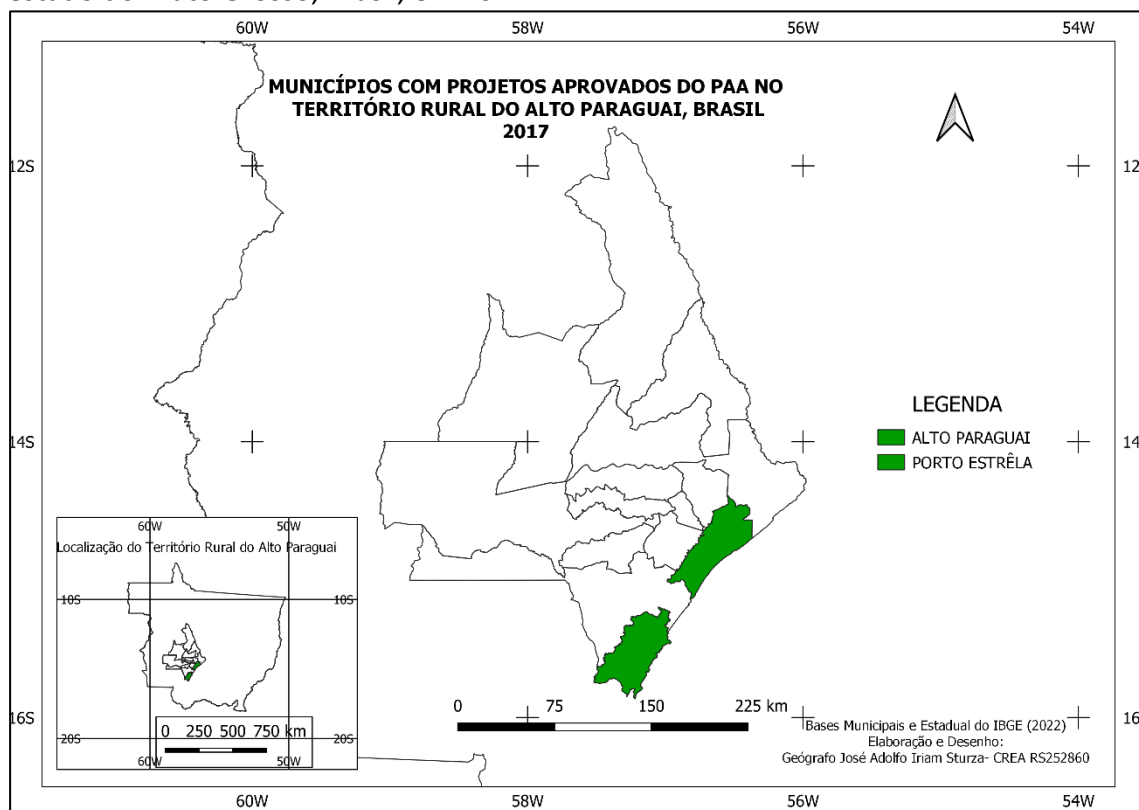 60W 58W 56W 54W
MUNICÍPIOS COM PROJETOS APROVADOS DO PAA NO
TERRITÓRIO RURAL DO ALTO PARAGUAI, BRASIL
2017
12S 12
LEGENDA
14S 14
ALTO PARAGUAI
PORTO ESTRÊLA
60W 50W
Localização do Território Rural do Alto Paraguai
10S 10S
0 250 500 750 km
20S 20S
60W 50W
0 75 150 225 km
16S 16
Bases Municipais e Estadual do IBGE (2022)
Elaboração e Desenho:
Geógrafo José Adolfo Iriam Sturza- CREA RS252860
60W 58W 56W 54W